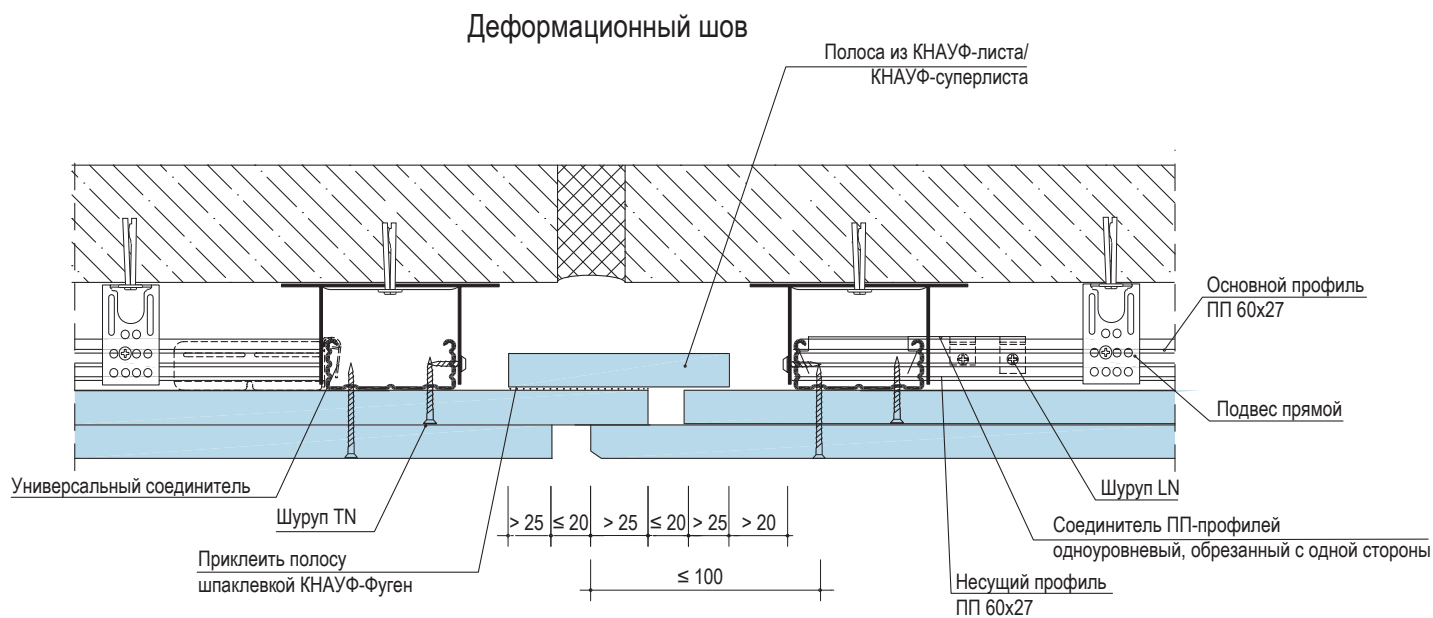 Деформационный шов
Полоса из КНАУФ-листа/
КНАУФ-суперлиста
Основной профиль
ПП 60x27
Подвес прямой
Универсальный соединитель
Шуруп TN
Шуруп LN
> 25 ≤ 20 > 25 ≤ 20 > 25 > 20
Соединитель ПП-профилей
одноуровневый, обрезанный с одной стороны
Приклеить полосу
шпаклевкой КНАУФ-Фуген
≤ 100
Несущий профиль
ПП 60x27